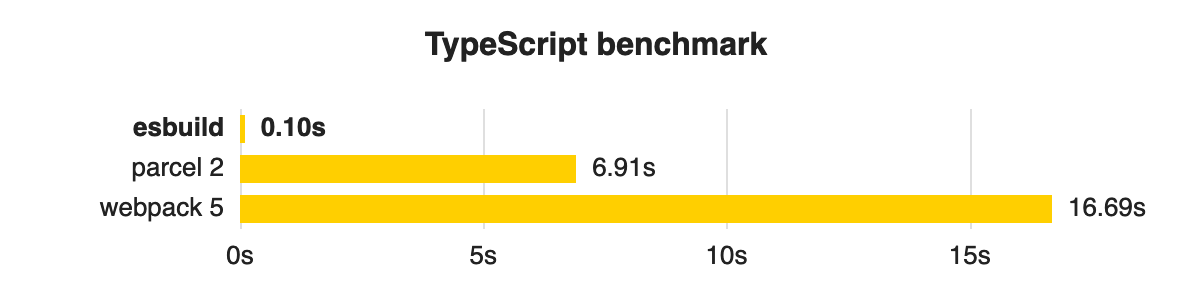 TypeScript benchmark
esbuild 0.10s
parcel 2 6.91s
webpack 5 16.69s
0s 5s 10s 15s